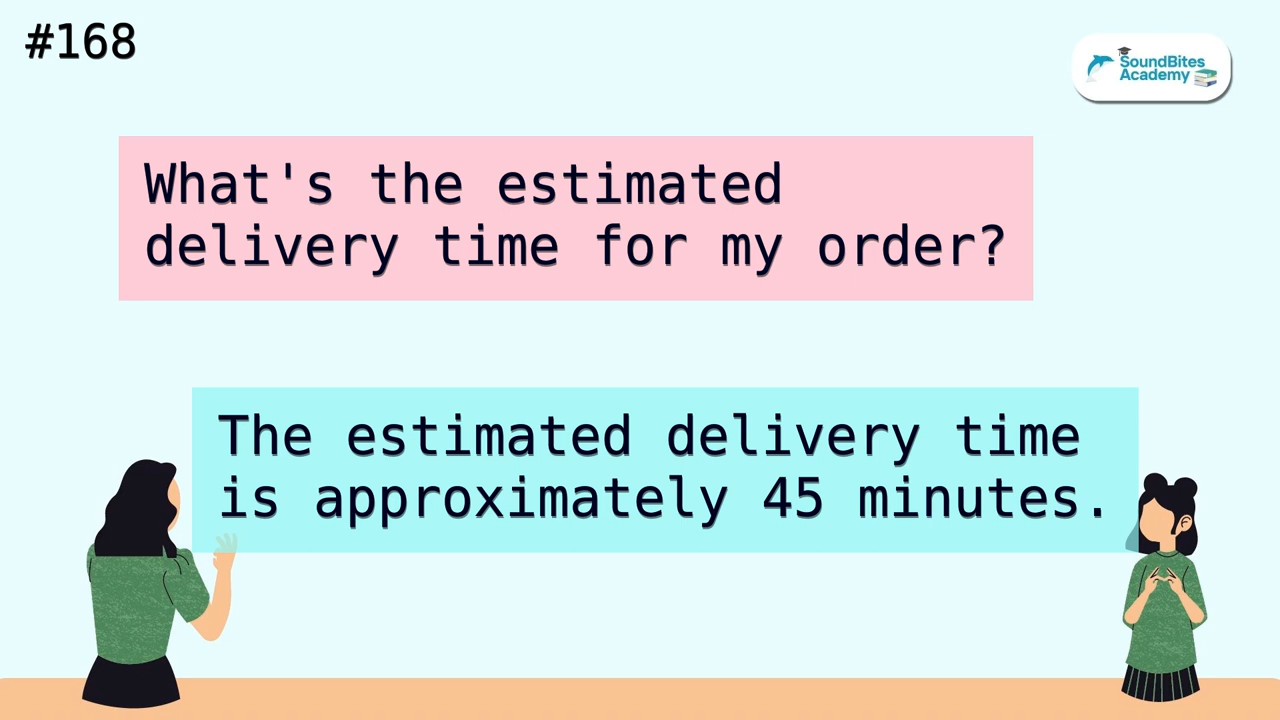 #168
SoundBites
Academy
What's the estimated
delivery time for my order?
The estimated delivery time
is approximately 45 minutes.